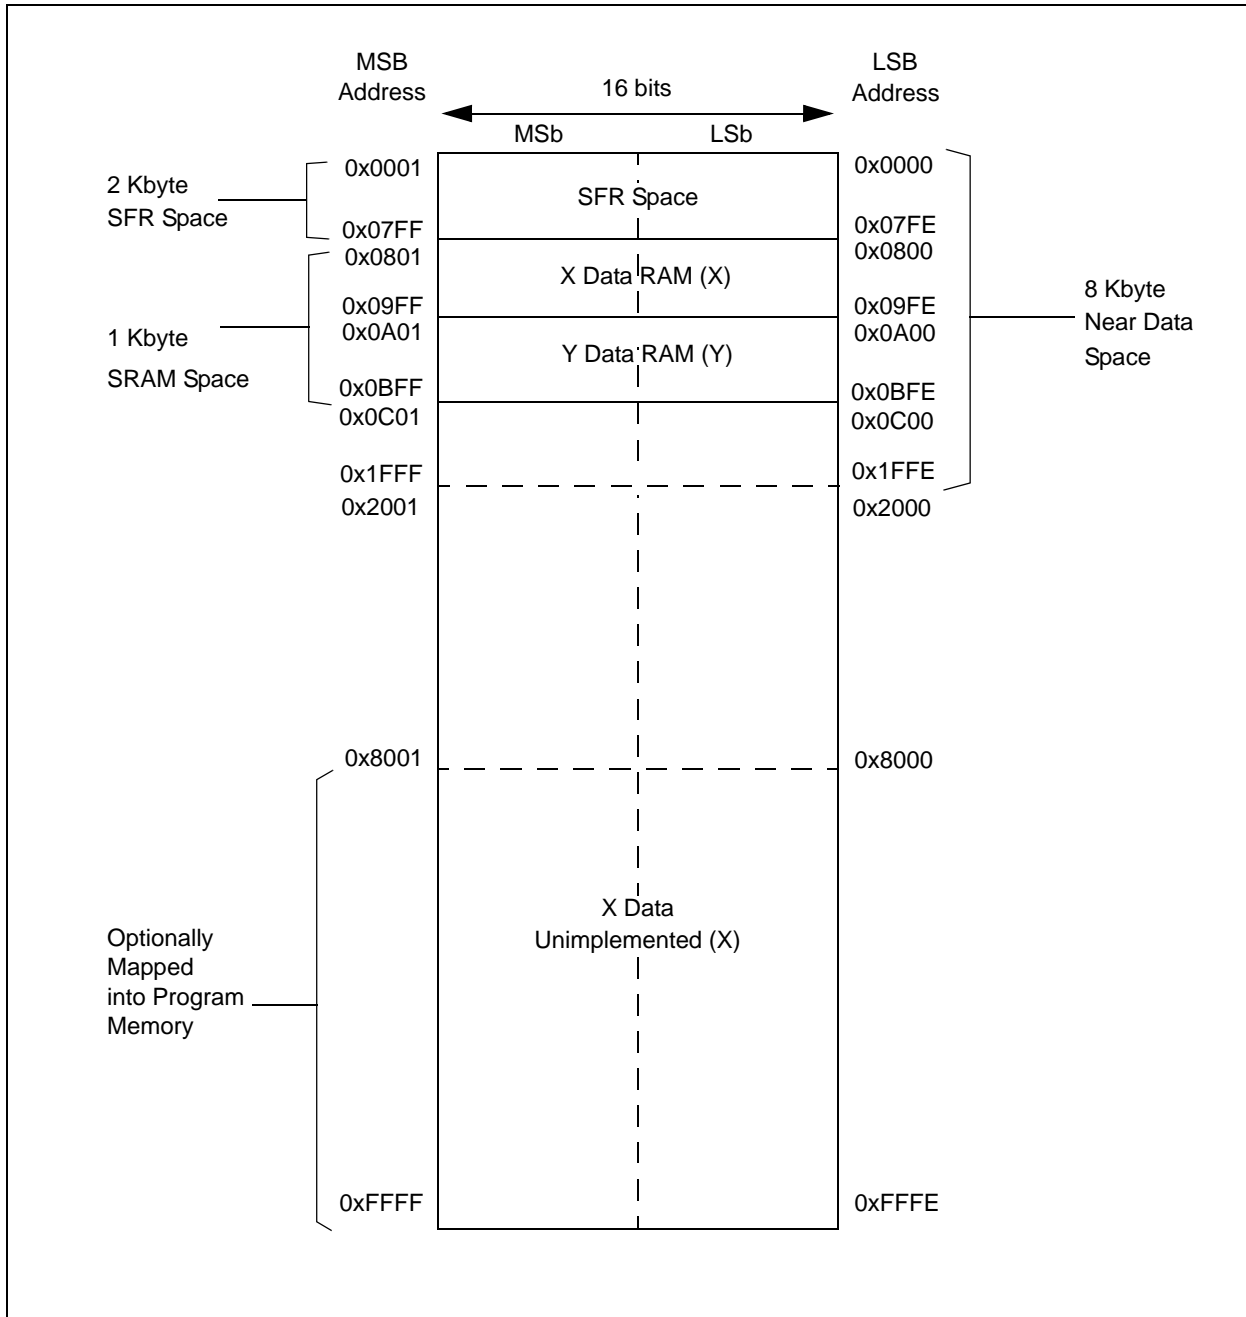 MSB
Address
16 bits
LSB
Address
MSb
LSb
2 Kbyte
SFR Space
0x0001
SFR Space
0x0000
0x07FF
0x07FE
0x0801
0x0800
1 Kbyte
SRAM Space
X Data RAM (X)
0x09FF
0x09FE
0x0A01
0x0A00
Y Data RAM (Y)
0x0BFF
0x0BFE
0x0C01
0x0C00
8 Kbyte
Near Data
Space
0x1FFF
0x1FFE
0x2001
0x2000
0x8001
0x8000
Optionally
Mapped
into Program
Memory
X Data
Unimplemented (X)
0xFFFF
0xFFFE